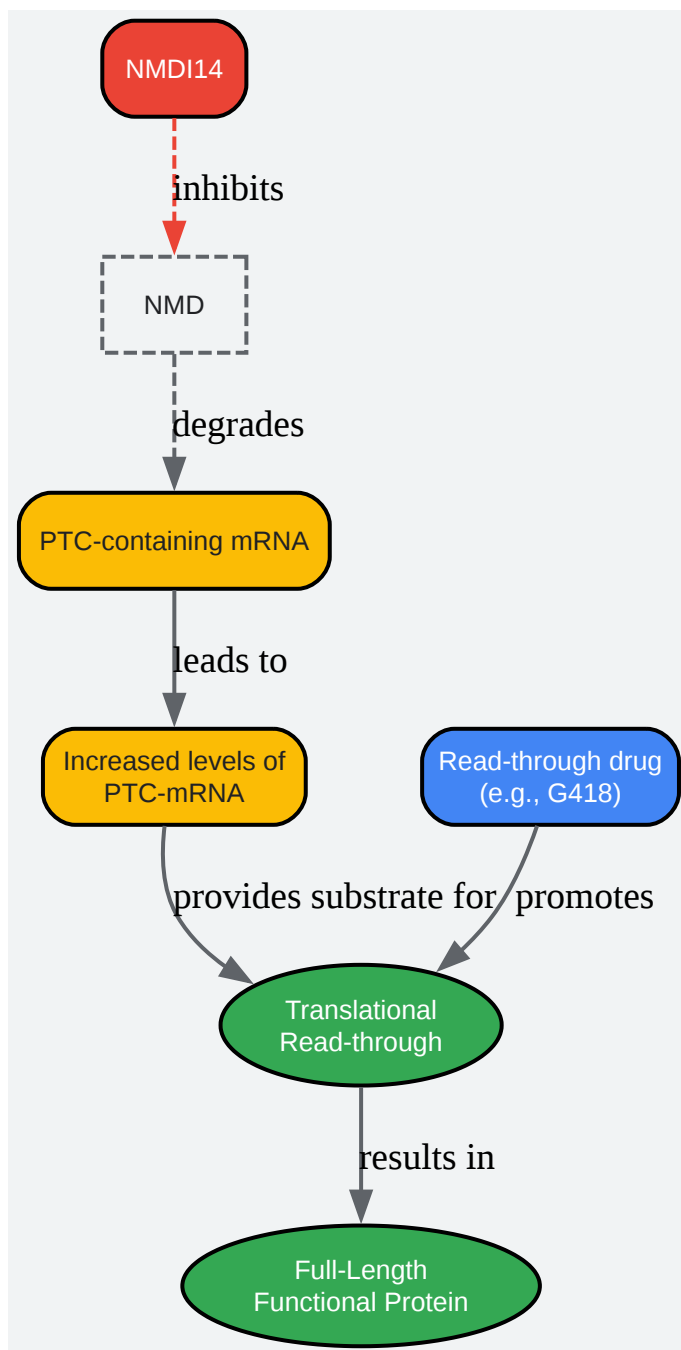 NMDI14
inhibits
NMD
degrades
PTC-containing mRNA
leads to
Increased levels of
PTC-mRNA
Read-through drug
(e.g., G418)
provides substrate for
promotes
Translational
Read-through
results in
Full-Length
Functional Protein